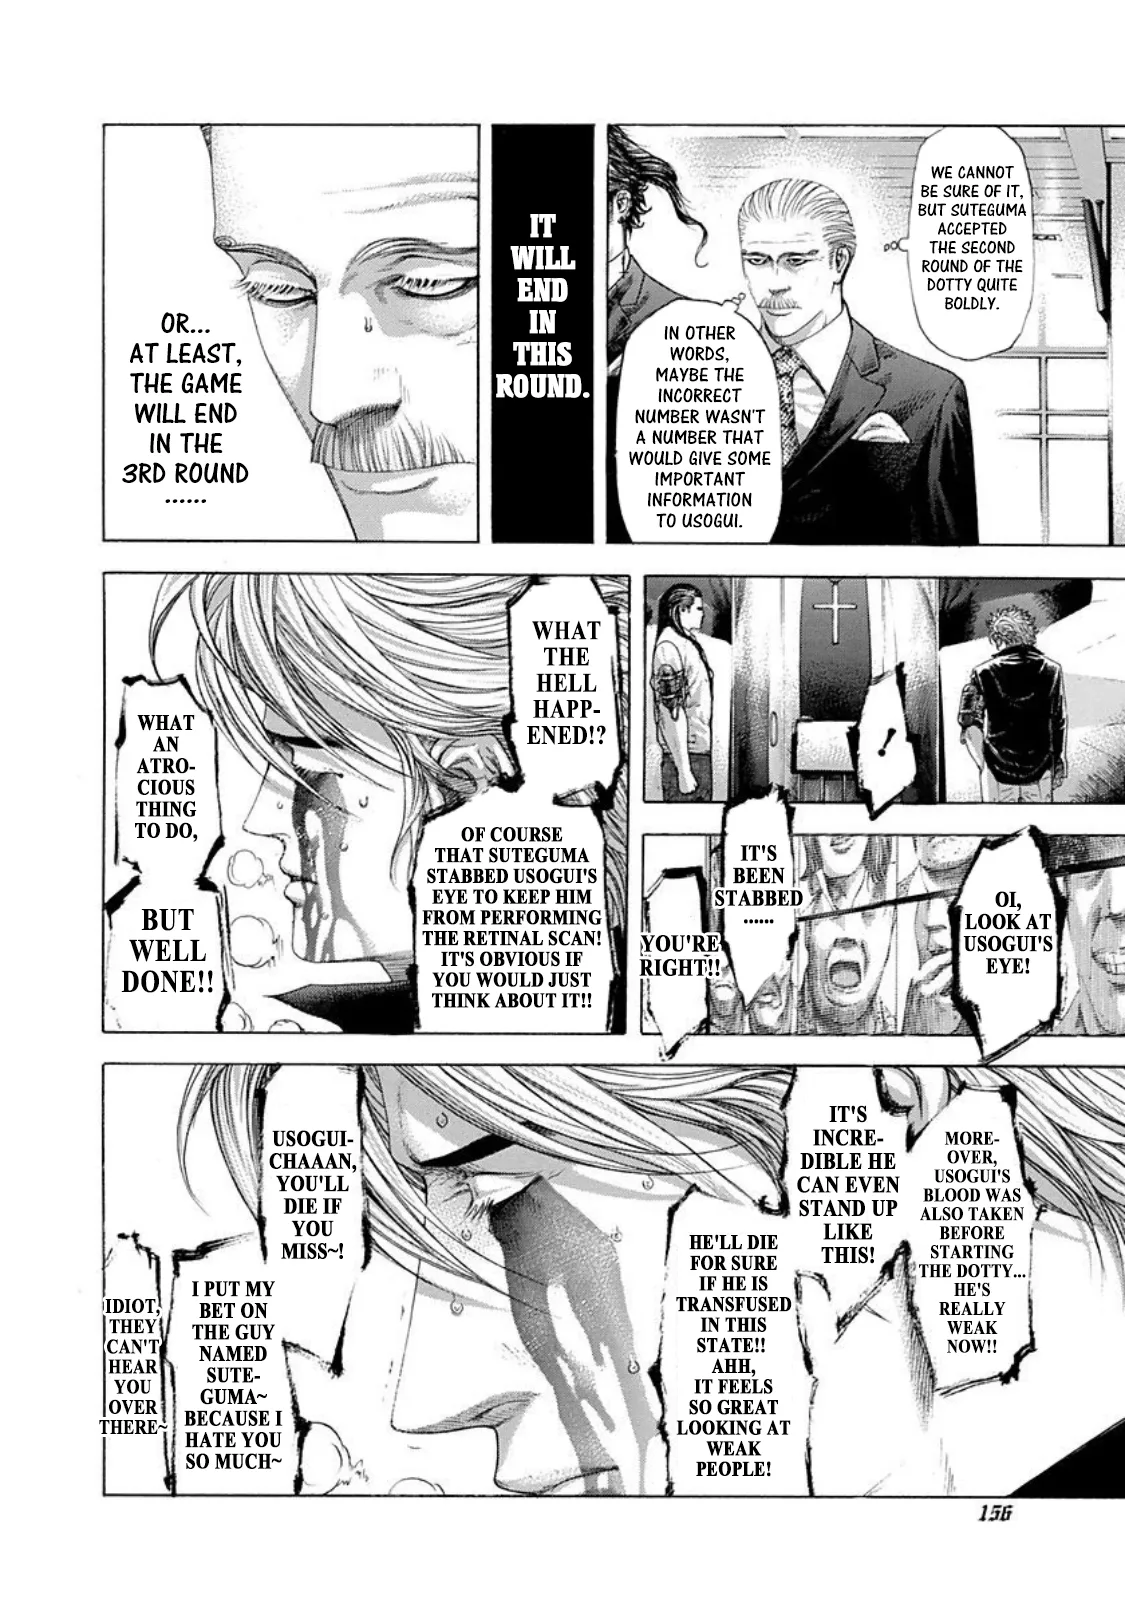 WE CANNOT
BE SURE OF IT,
BUT SUTEGUMA
ACCEPTED
THE SECOND
ROUND OF THE
DOTTY QUITE
BOLDLY.
IN OTHER
WORDS,
MAYBE THE
INCORRECT
NUMBER WASN'T
A NUMBER THAT
WOULD GIVE SOME
IMPORTANT
INFORMATION
TO USOGUI.
IT
WILL
END
IN
THIS
ROUND.
OR...
AT LEAST,
THE GAME
WILL END
IN THE
3RD ROUND
......
!
OI,
LOOK AT
USOGUI'S
EYE!
IT'S
BEEN
STABBED
......
YOU'RE
RIGHT!!
WHAT
THE
HELL
HAPP-
ENED!?
OF COURSE
THAT SUTEGUMA
STABBED USOGUI'S
EYE TO KEEP HIM
FROM PERFORMING
THE RETINAL SCAN!
IT'S OBVIOUS IF
YOU WOULD JUST
THINK ABOUT IT!!
WHAT
AN
ATRO-
CIOUS
THING
TO DO,
BUT
WELL
DONE!!
MORE-
OVER,
USOGUI'S
BLOOD WAS
ALSO TAKEN
BEFORE
STARTING
THE DOTTY...
HE'S
REALLY
WEAK
NOW!!
IT'S
INCRE-
DIBLE HE
CAN EVEN
STAND UP
LIKE
THIS!
HE'LL DIE
FOR SURE
IF HE IS
TRANSFUSED
IN THIS
STATE!!
AHH,
IT FEELS
SO GREAT
LOOKING AT
WEAK
PEOPLE!
USOGUI-
CHAAAN,
YOU'LL
DIE IF
YOU
MISS~!
I PUT MY
BET ON
THE GUY
NAMED
SUTE-
GUMA~
BECAUSE I
HATE YOU
SO MUCH~
IDIOT,
THEY
CAN'T
HEAR
YOU
OVER
THERE~
156